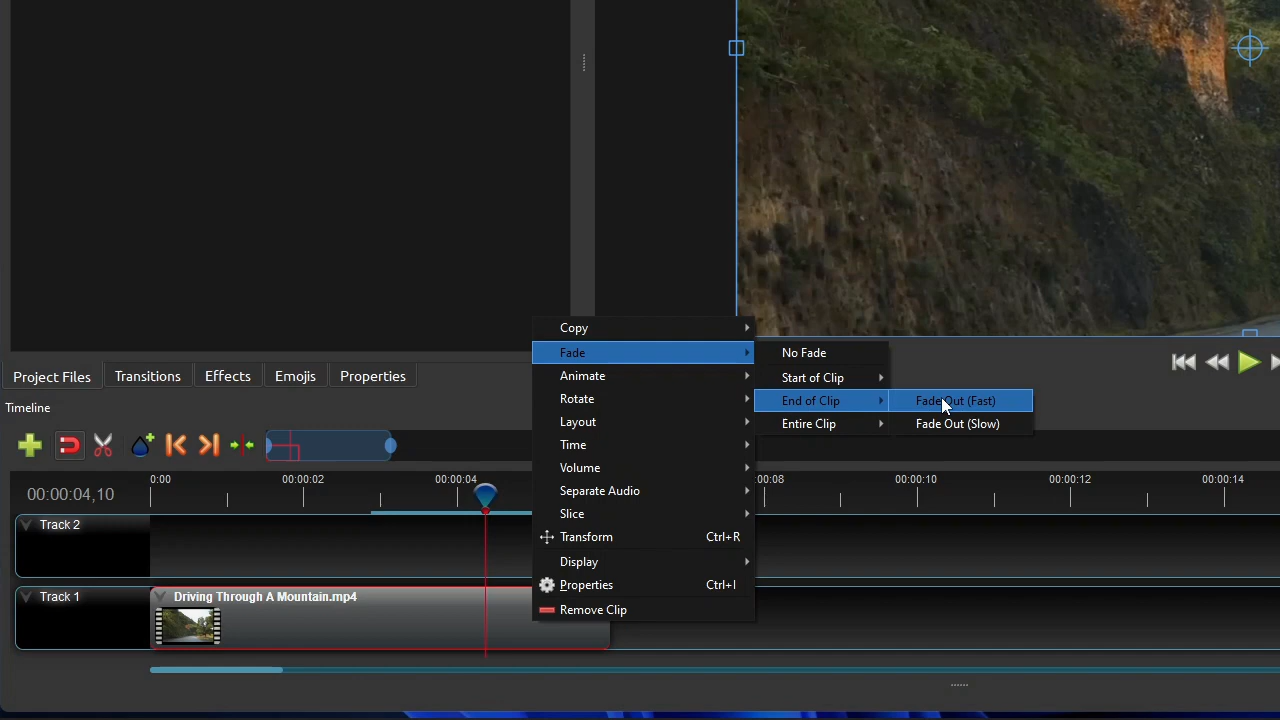 Copy
Fade
Animate
Rotate
Layout
Time
Volume
Separate Audio
Slice
Transform Ctrl+R
Display
Properties Ctrl+I
Remove Clip
No Fade
Start of Clip
End of Clip
Entire Clip
Fade Out (Fast)
Fade Out (Slow)
Project Files Transitions Effects Emojis Properties
Timeline
00:00:04,10
0:00 00:00:02 00:00:04 :00:08 00:00:10 00:00:12 00:00:14
Track 2
Track 1
Driving Through A Mountain.mp4